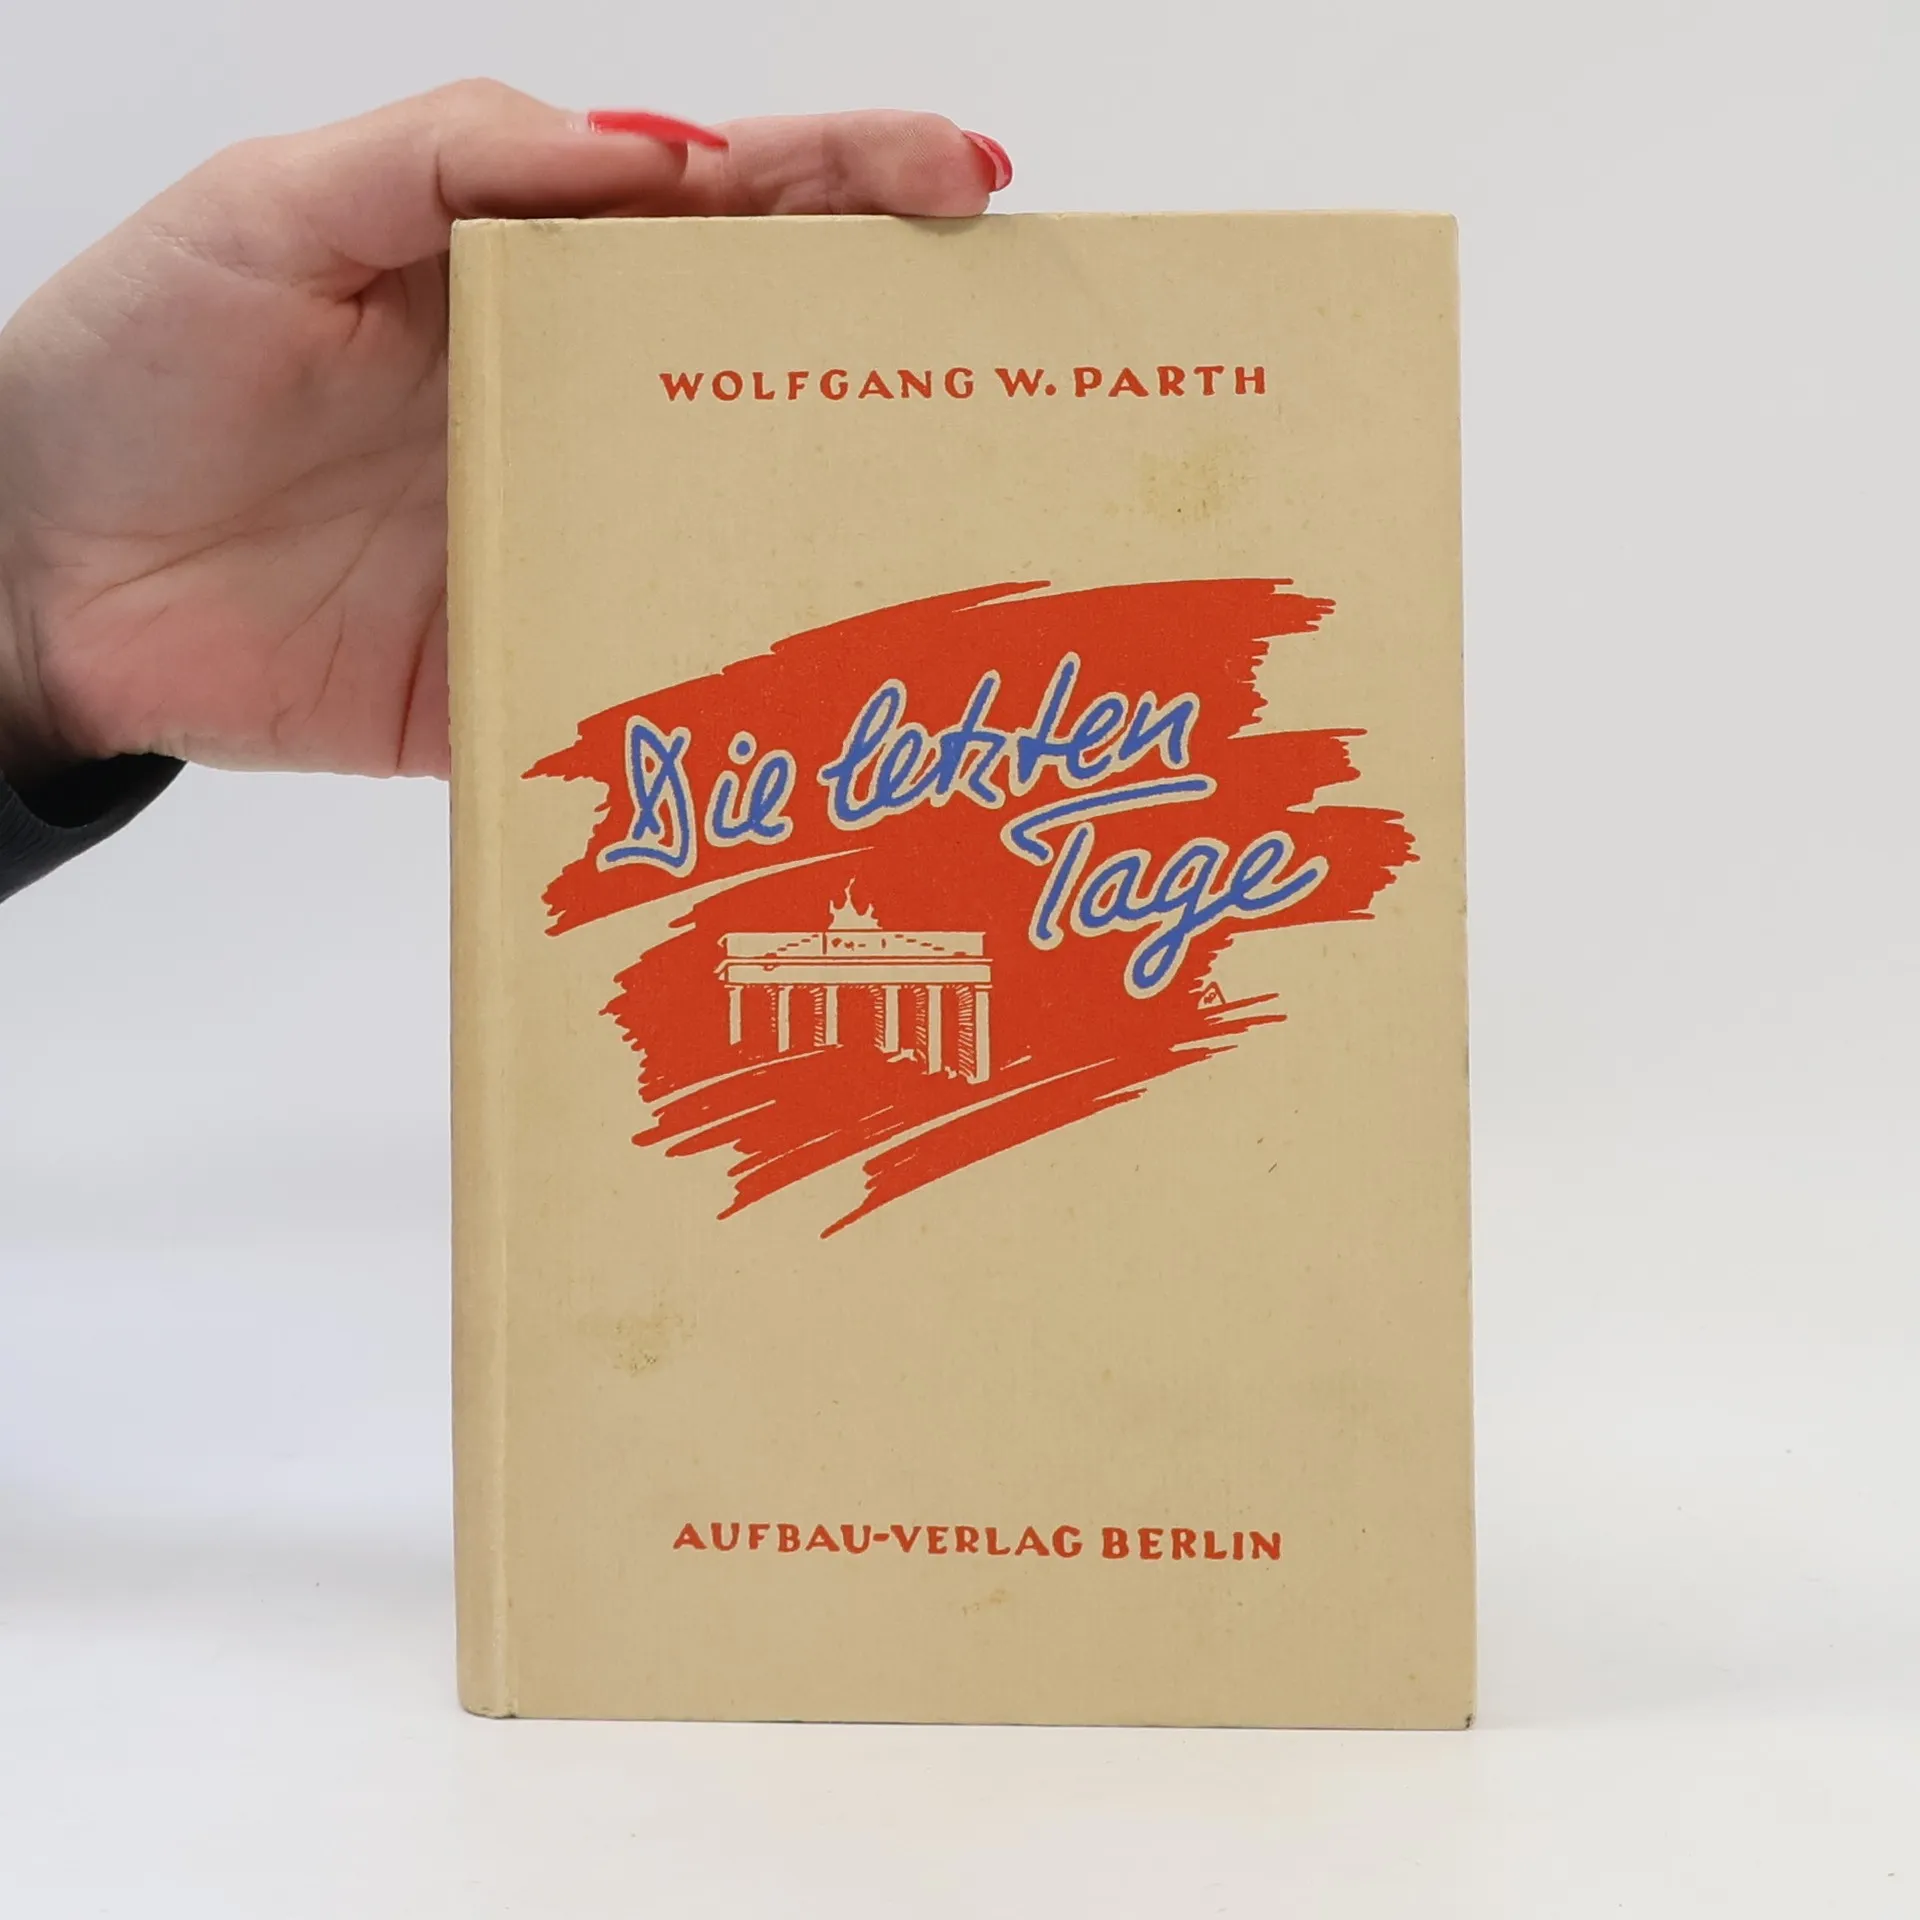 WOLFGANG W. PARTH
Die letzten
Tage
AUFBAU-VERLAG BERLIN